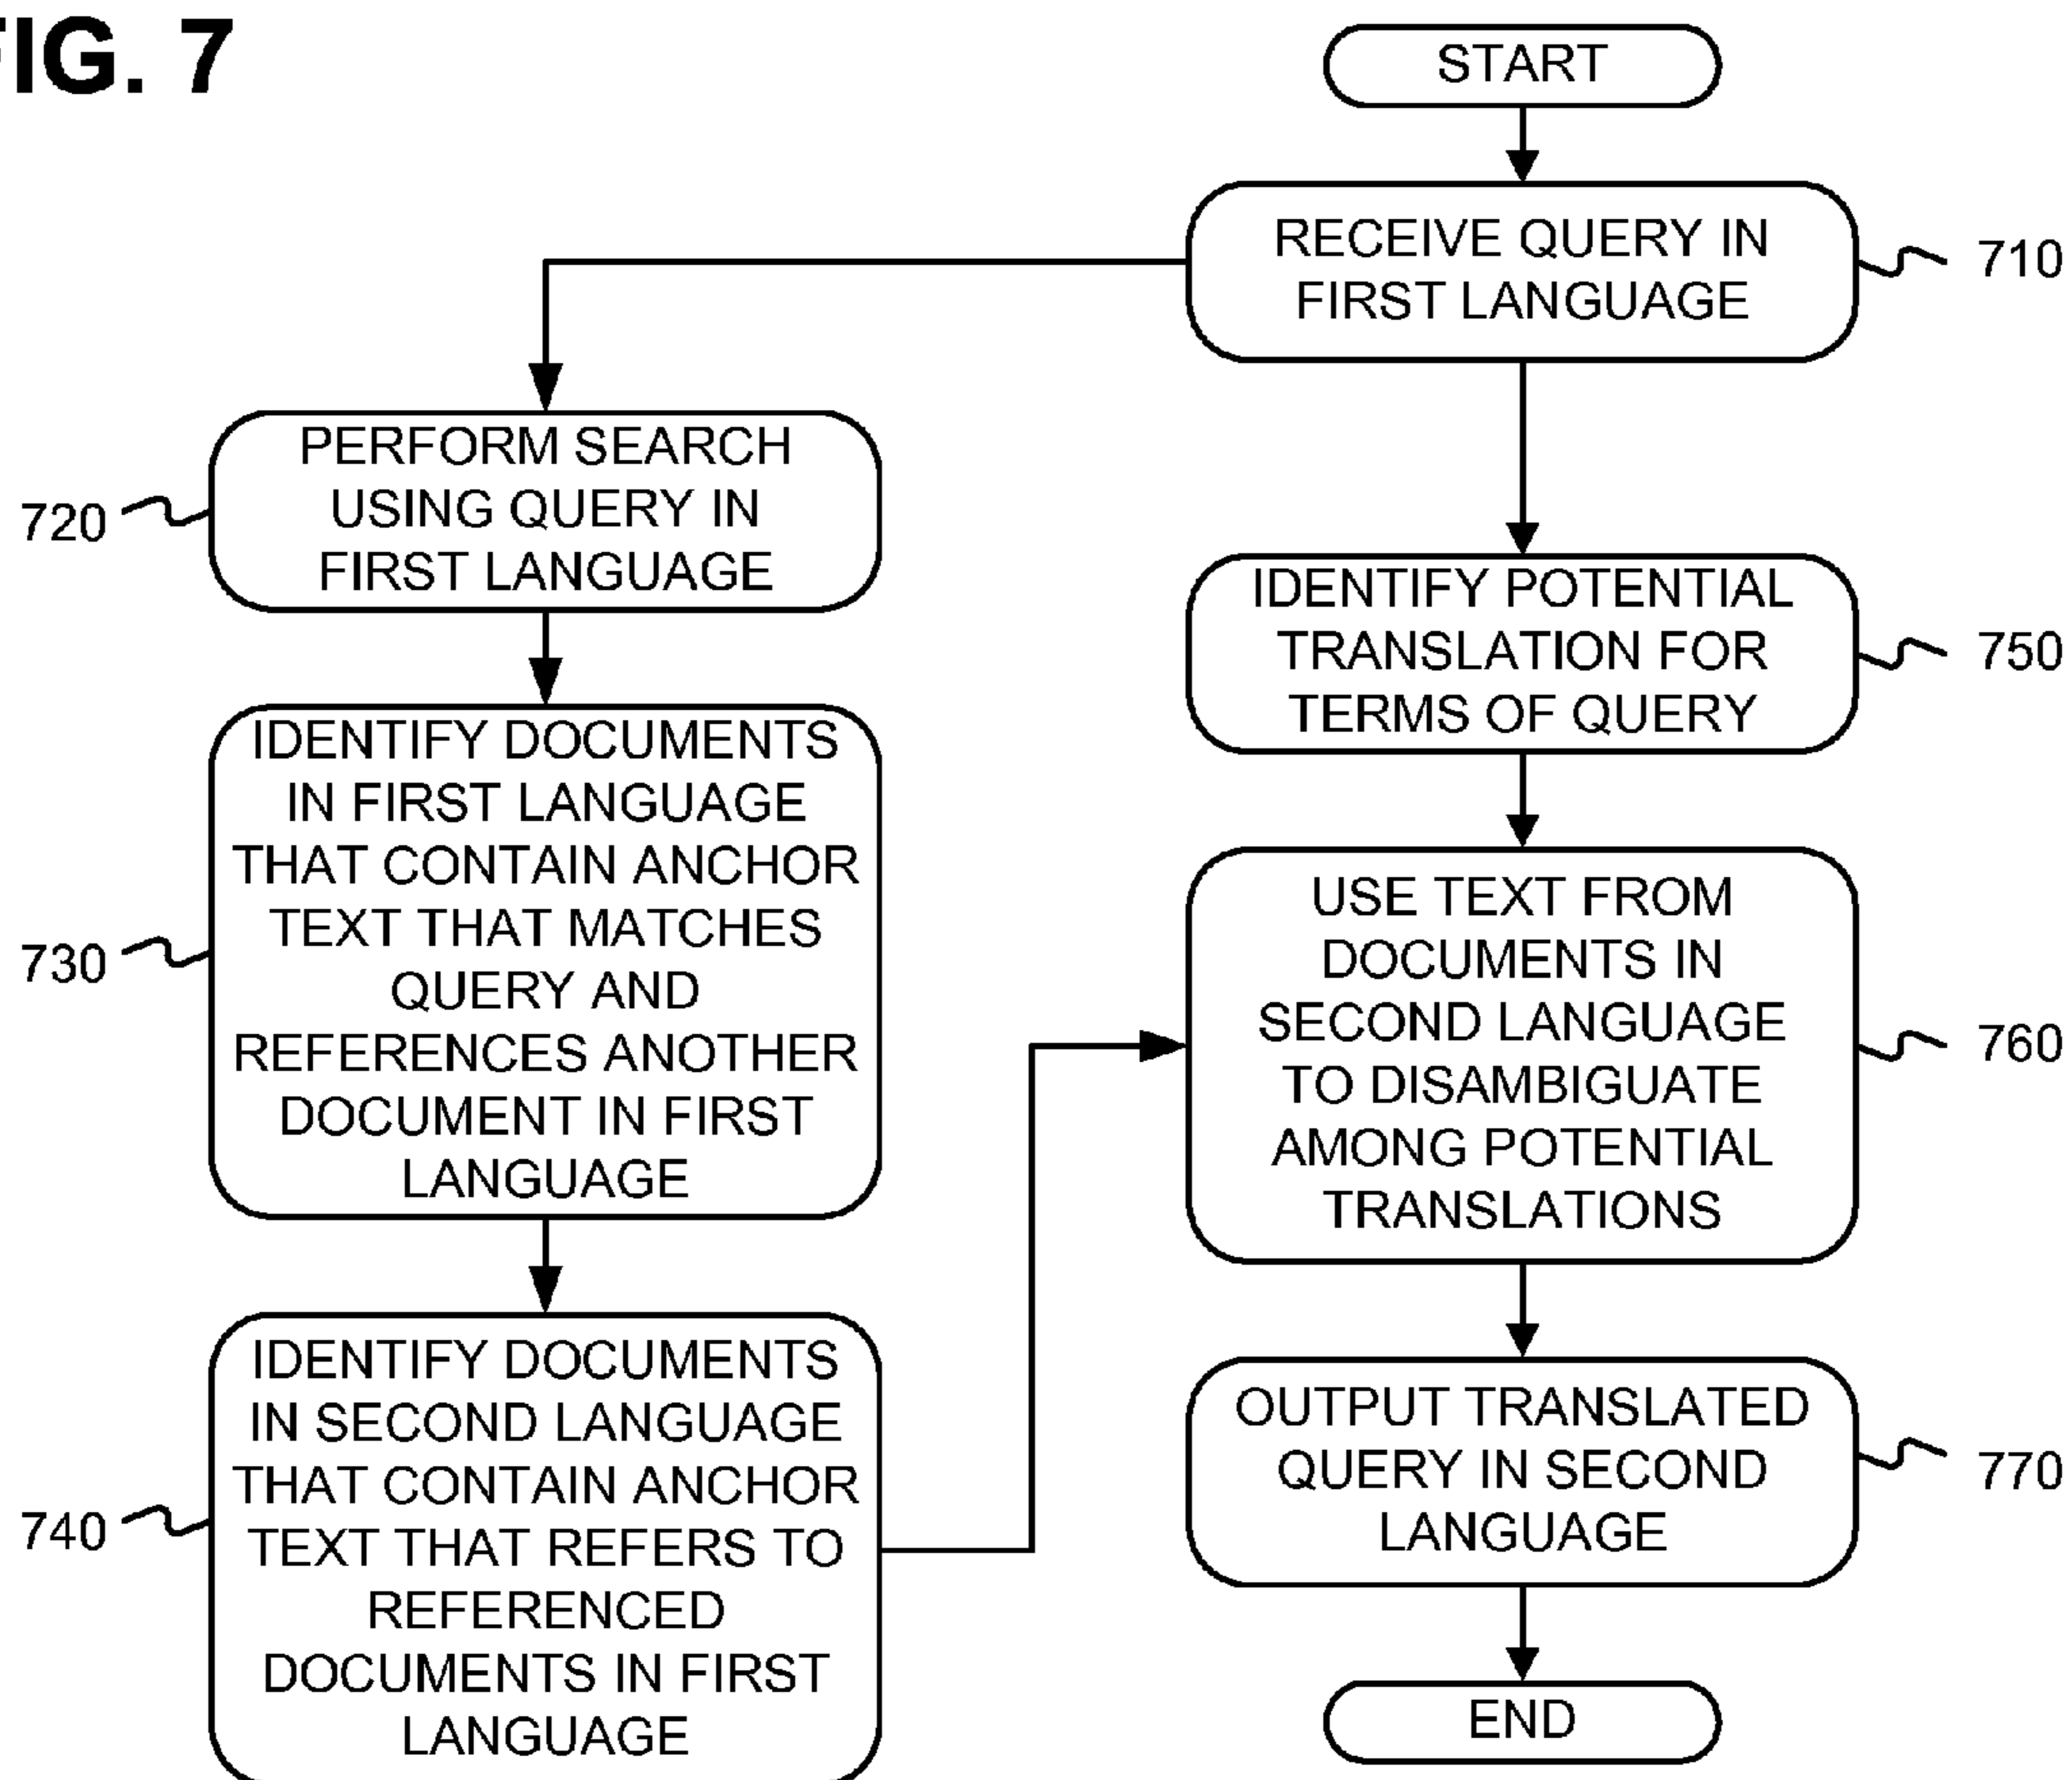 FIG. 7
START
RECEIVE QUERY IN
FIRST LANGUAGE
710
PERFORM SEARCH
USING QUERY IN
FIRST LANGUAGE
720
IDENTIFY DOCUMENTS
IN FIRST LANGUAGE
THAT CONTAIN ANCHOR
TEXT THAT MATCHES
QUERY AND
REFERENCES ANOTHER
DOCUMENT IN FIRST
LANGUAGE
730
IDENTIFY DOCUMENTS
IN SECOND LANGUAGE
THAT CONTAIN ANCHOR
TEXT THAT REFERS TO
REFERENCED
DOCUMENTS IN FIRST
LANGUAGE
740
IDENTIFY POTENTIAL
TRANSLATION FOR
TERMS OF QUERY
750
USE TEXT FROM
DOCUMENTS IN
SECOND LANGUAGE
TO DISAMBIGUATE
AMONG POTENTIAL
TRANSLATIONS
760
OUTPUT TRANSLATED
QUERY IN SECOND
LANGUAGE
770
END